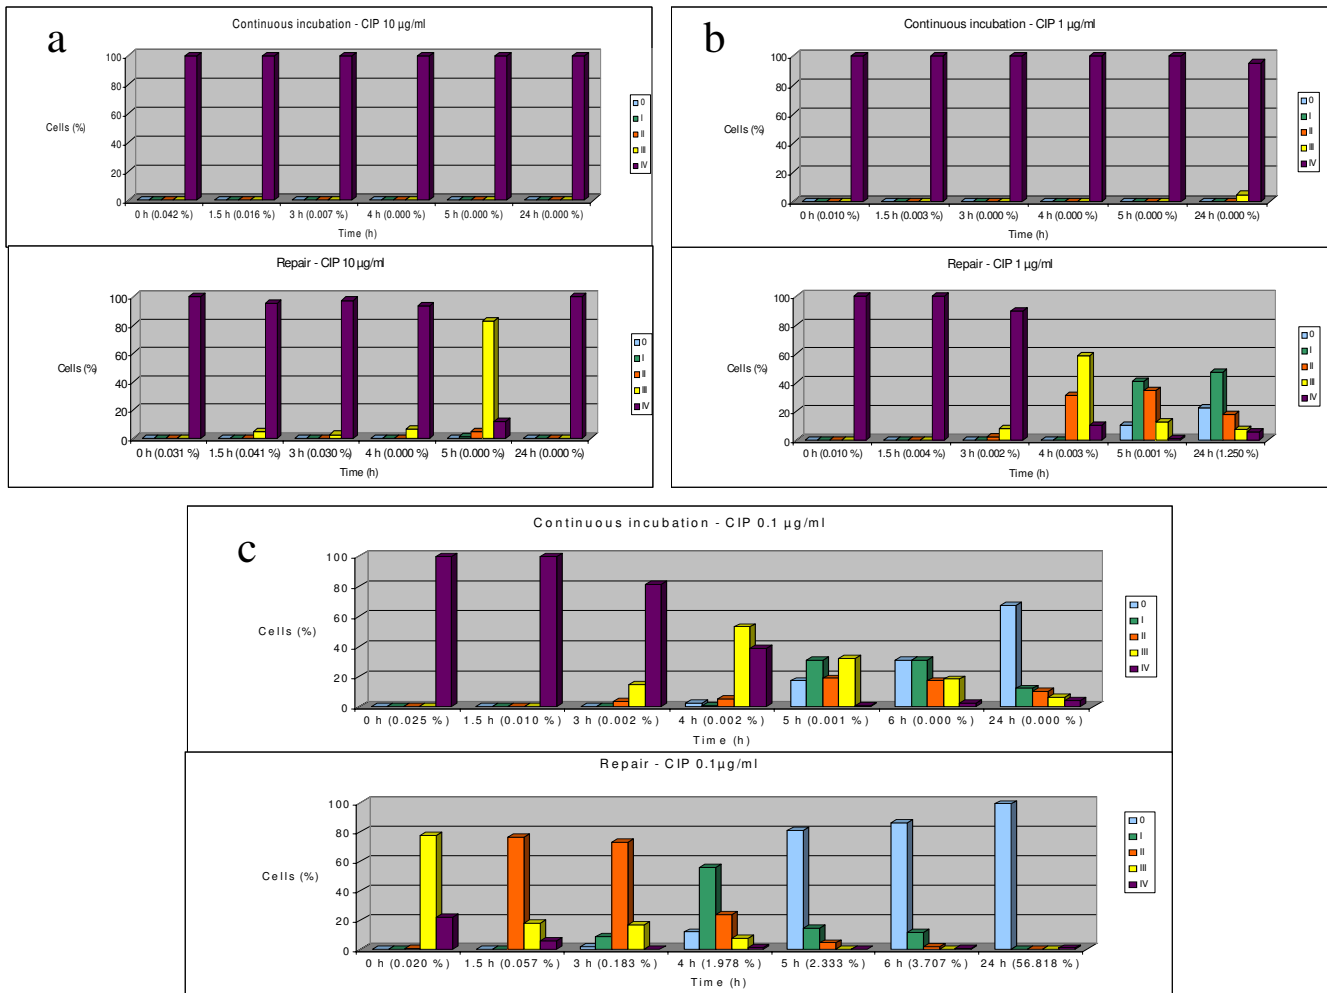 a
Continuous incubation - CIP 10 µg/ml
100
80
60
40
20
0
Cells (%)
0 h (0.042 %) 1.5 h (0.016 %) 3 h (0.007 %) 4 h (0.000 %) 5 h (0.000 %) 24 h (0.000 %)
Time (h)
0
I
II
III
IV
Repair - CIP 10 µg/ml
100
80
60
40
20
0
Cells (%)
0 h (0.031 %) 1.5 h (0.041 %) 3 h (0.030 %) 4 h (0.000 %) 5 h (0.000 %) 24 h (0.000 %)
Time (h)
0
I
II
III
IV
b
Continuous incubation - CIP 1 µg/ml
100
80
60
40
20
0
Cells (%)
0 h (0.010 %) 1.5 h (0.003 %) 3 h (0.000 %) 4 h (0.000 %) 5 h (0.000 %) 24 h (0.000 %)
Time (h)
0
I
II
III
IV
Repair - CIP 1 µg/ml
100
80
60
40
20
0
Cells (%)
0 h (0.010 %) 1.5 h (0.004 %) 3 h (0.002 %) 4 h (0.003 %) 5 h (0.001 %) 24 h (1.250 %)
Time (h)
0
I
II
III
IV
c
Continuous incubation - CIP 0.1 µg/ml
100
80
60
40
20
0
Cells (%)
0 h (0.025 %) 1.5 h (0.010 %) 3 h (0.002 %) 4 h (0.002 %) 5 h (0.001 %) 6 h (0.000 %) 24 h (0.000 %)
Time (h)
0
I
II
III
IV
Repair - CIP 0.1µg/ml
100
80
60
40
20
0
Cells (%)
0 h (0.020 %) 1.5 h (0.057 %) 3 h (0.183 %) 4 h (1.978 %) 5 h (2.333 %) 6 h (3.707 %) 24 h (56.818 %)
Time (h)
0
I
II
III
IV